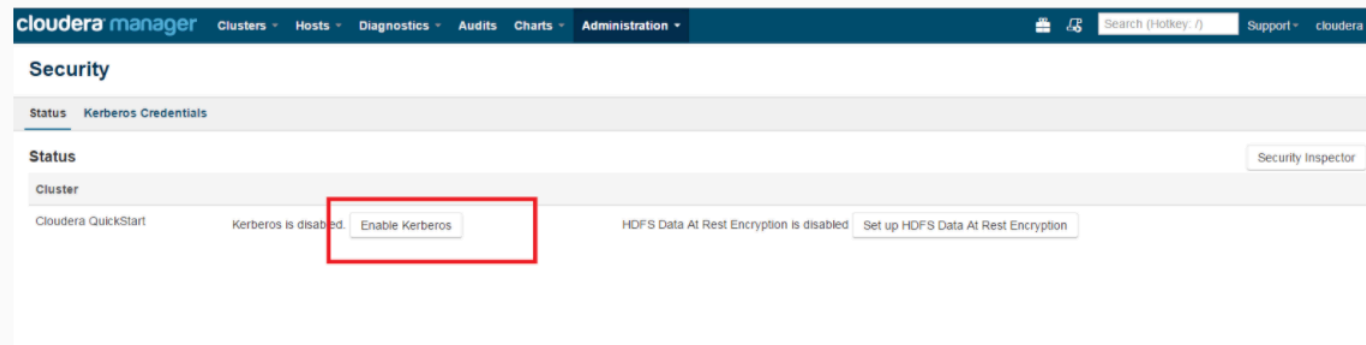 cloudera manager Clusters Hosts Diagnostics Audits Charts Administration Search (Hotkey: /) Support cloudera
Security
Status Kerberos Credentials
Status Security Inspector
Cluster
Cloudera QuickStart Kerberos is disabled. Enable Kerberos HDFS Data At Rest Encryption is disabled Set up HDFS Data At Rest Encryption